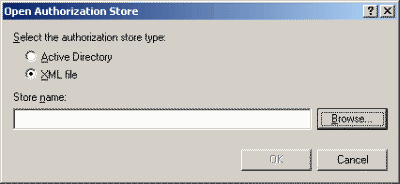 Open Authorization Store
Select the authorization store type:
Active Directory
XML file
Store name:
Browse...
OK
Cancel